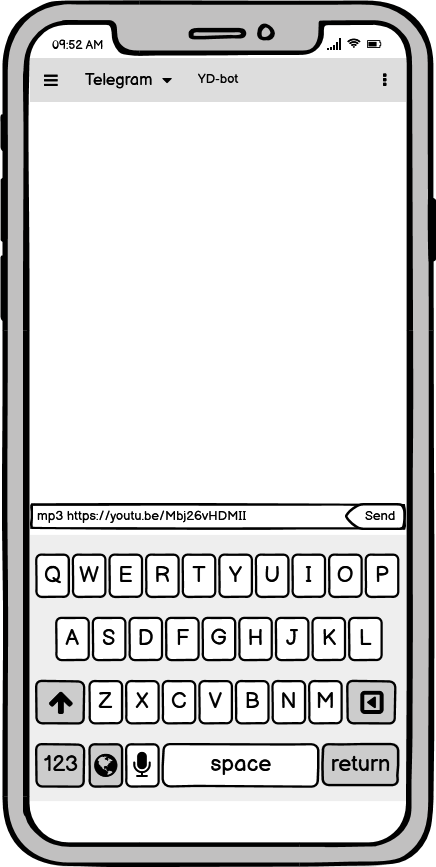 09:52 AM
Telegram YD-bot
mp3 https://youtu.be/Mbj26vHDMII Send
Q W E R T Y U I O P
A S D F G H J K L
Z X C V B N M
123 space return